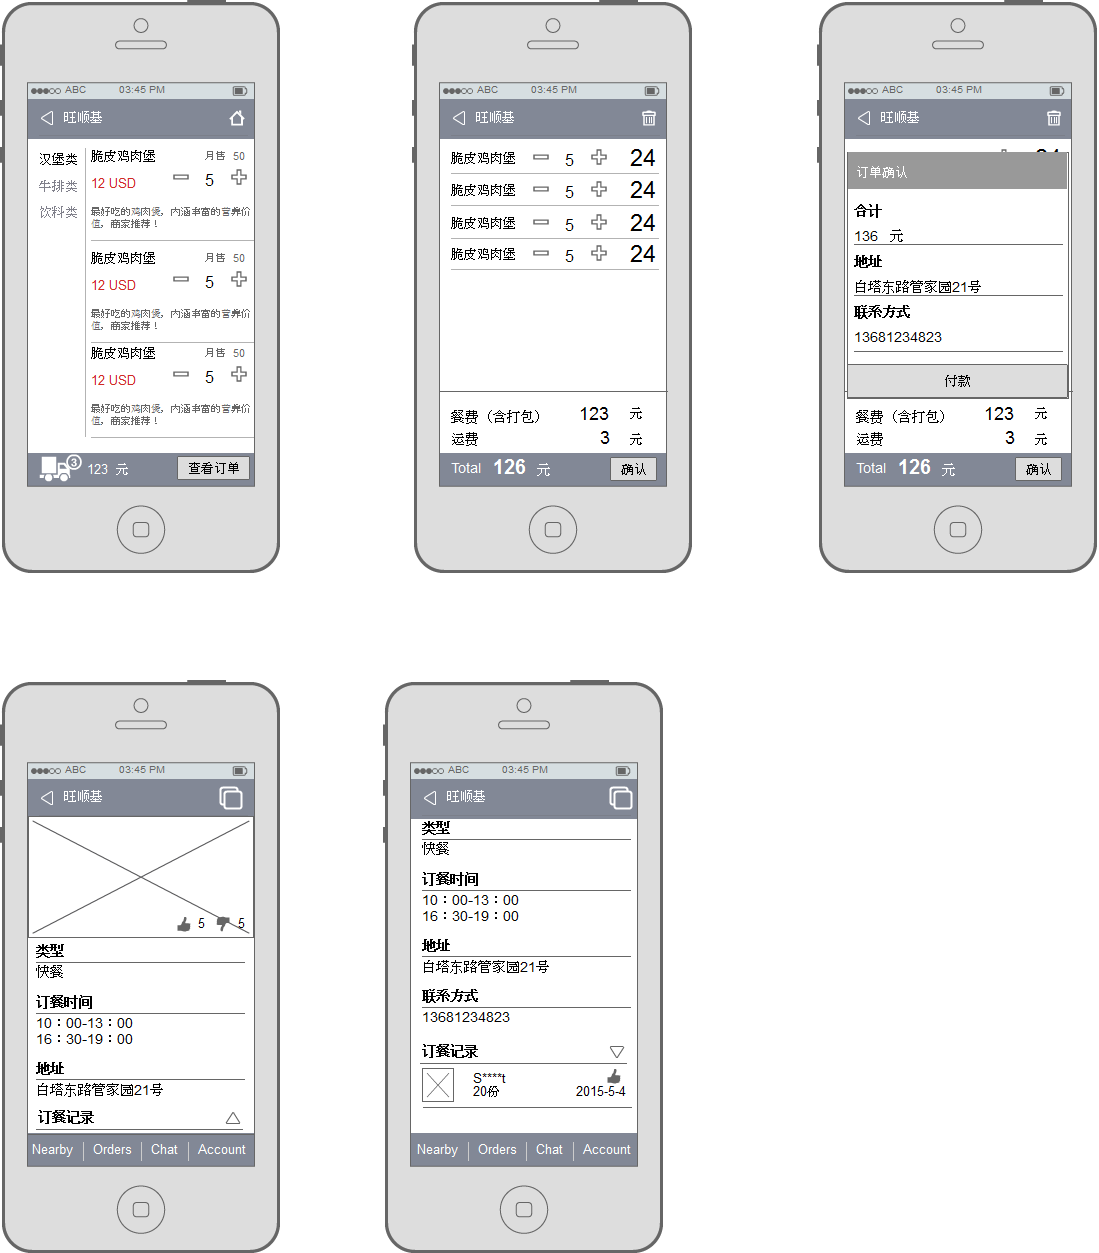 ABC 03:45 PM
旺顺基
汉堡类
牛排类
饮料类
脆皮鸡肉堡 月售 50
12 USD 5
最好吃的鸡肉煲，内涵丰富的营养价
值，商家推荐！
脆皮鸡肉堡 月售 50
12 USD 5
最好吃的鸡肉煲，内涵丰富的营养价
值，商家推荐！
脆皮鸡肉堡 月售 50
12 USD 5
最好吃的鸡肉煲，内涵丰富的营养价
值，商家推荐！
3 123 元 查看订单
ABC 03:45 PM
旺顺基
脆皮鸡肉堡 5 24
脆皮鸡肉堡 5 24
脆皮鸡肉堡 5 24
脆皮鸡肉堡 5 24
餐费（含打包） 123 元
运费 3 元
Total 126 元 确认
ABC 03:45 PM
旺顺基
24
订单确认
合计
136 元
地址
白塔东路管家园21号
联系方式
13681234823
付款
餐费（含打包） 123 元
运费 3 元
Total 126 元 确认
ABC 03:45 PM
旺顺基
5 5
类型
快餐
订餐时间
10：00-13：00
16：30-19：00
地址
白塔东路管家园21号
订餐记录
Nearby Orders Chat Account
ABC 03:45 PM
旺顺基
类型
快餐
订餐时间
10：00-13：00
16：30-19：00
地址
白塔东路管家园21号
联系方式
13681234823
订餐记录
S****t
20份 2015-5-4
Nearby Orders Chat Account